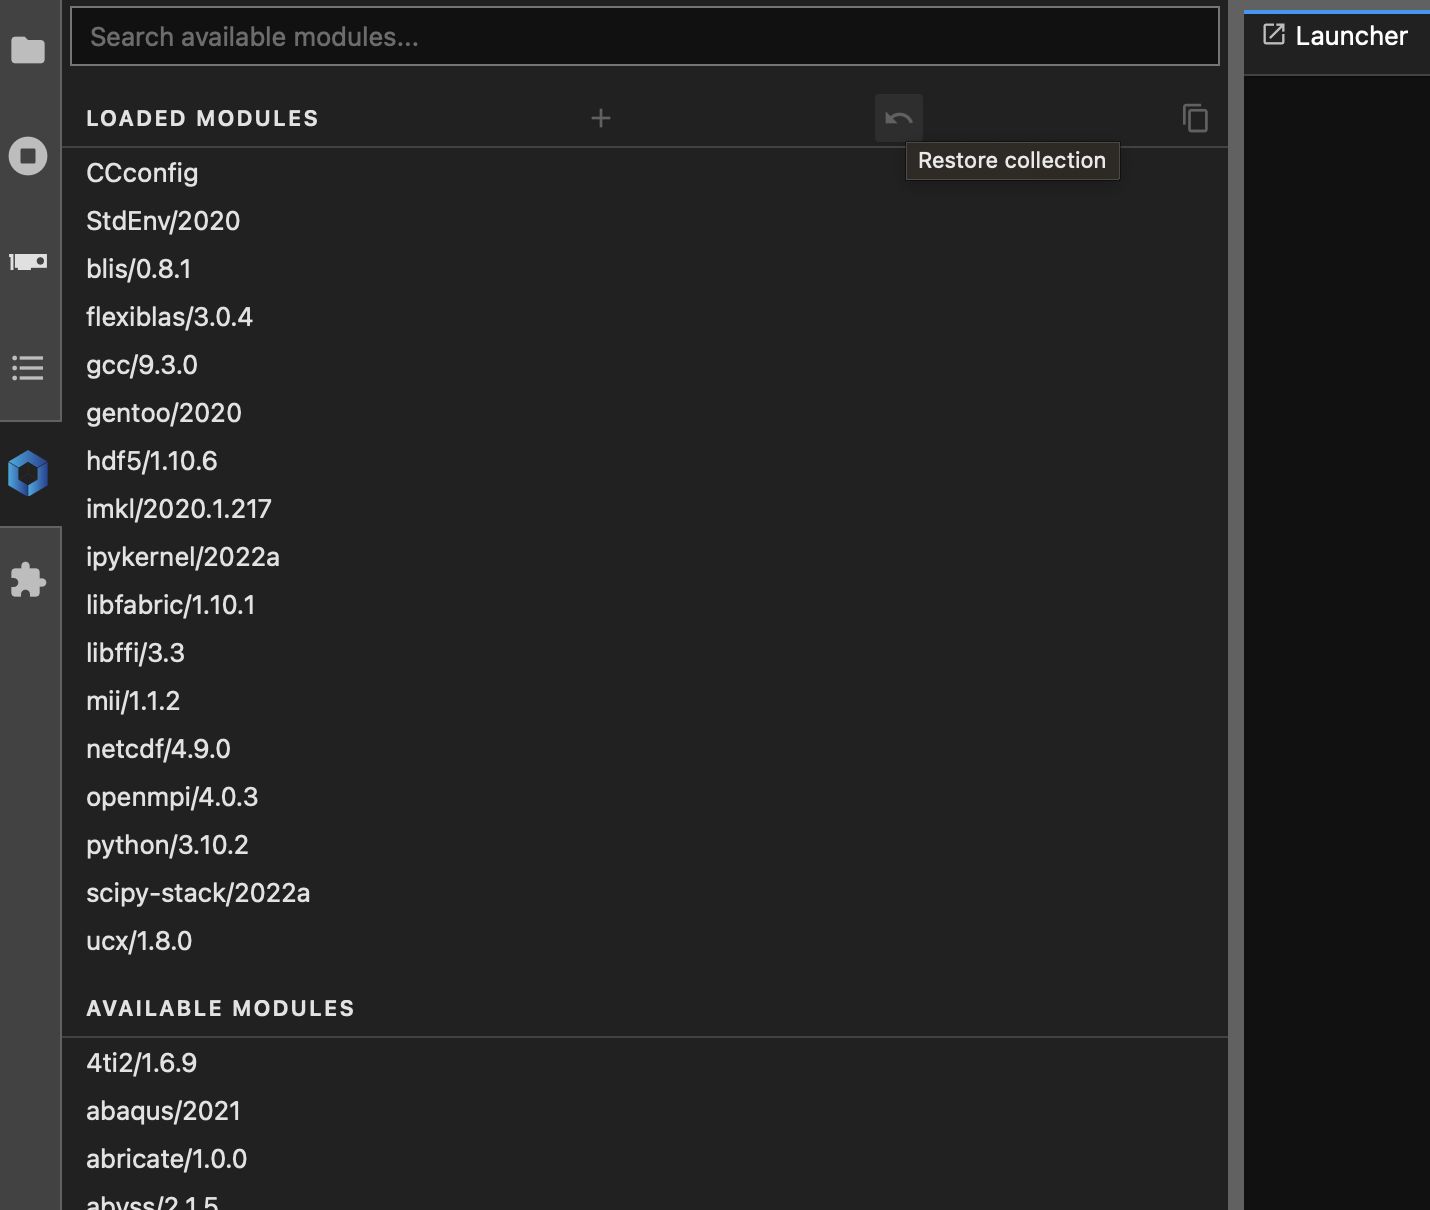 Search available modules...
Launcher
LOADED MODULES
Restore collection
CCconfig
StdEnv/2020
blis/0.8.1
flexiblas/3.0.4
gcc/9.3.0
gentoo/2020
hdf5/1.10.6
imkl/2020.1.217
ipykernel/2022a
libfabric/1.10.1
libffi/3.3
mii/1.1.2
netcdf/4.9.0
openmpi/4.0.3
python/3.10.2
scipy-stack/2022a
ucx/1.8.0
AVAILABLE MODULES
4ti2/1.6.9
abaqus/2021
abricate/1.0.0
abyss/2.1.5